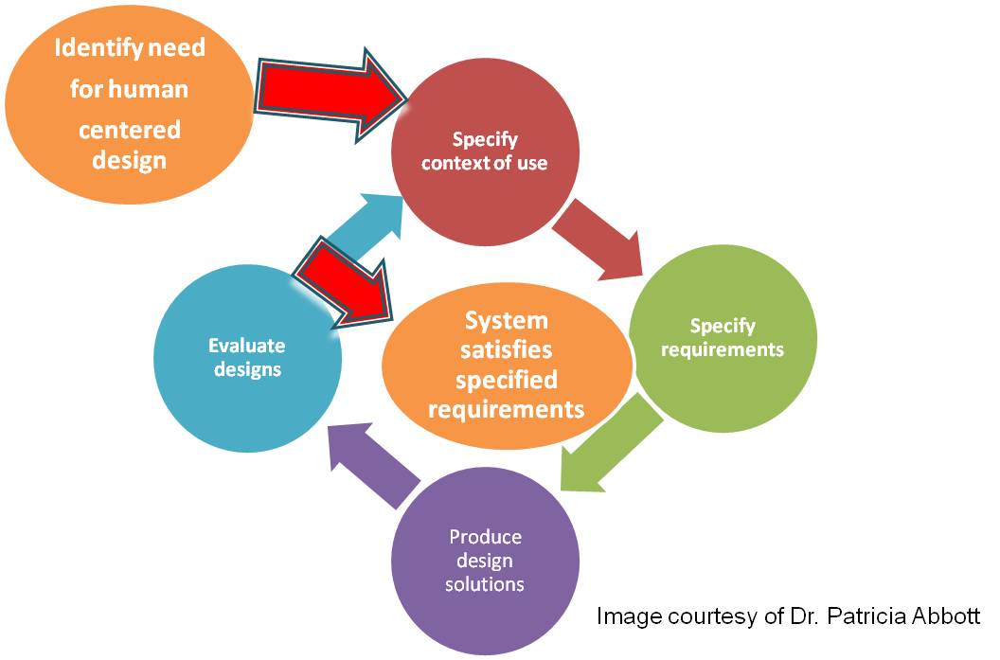 Identify need
for human
centered
design
Specify
context of use
Specify
requirements
Produce
design
solutions
Evaluate
designs
System
satisfies
specified
requirements
Image courtesy of Dr. Patricia Abbott